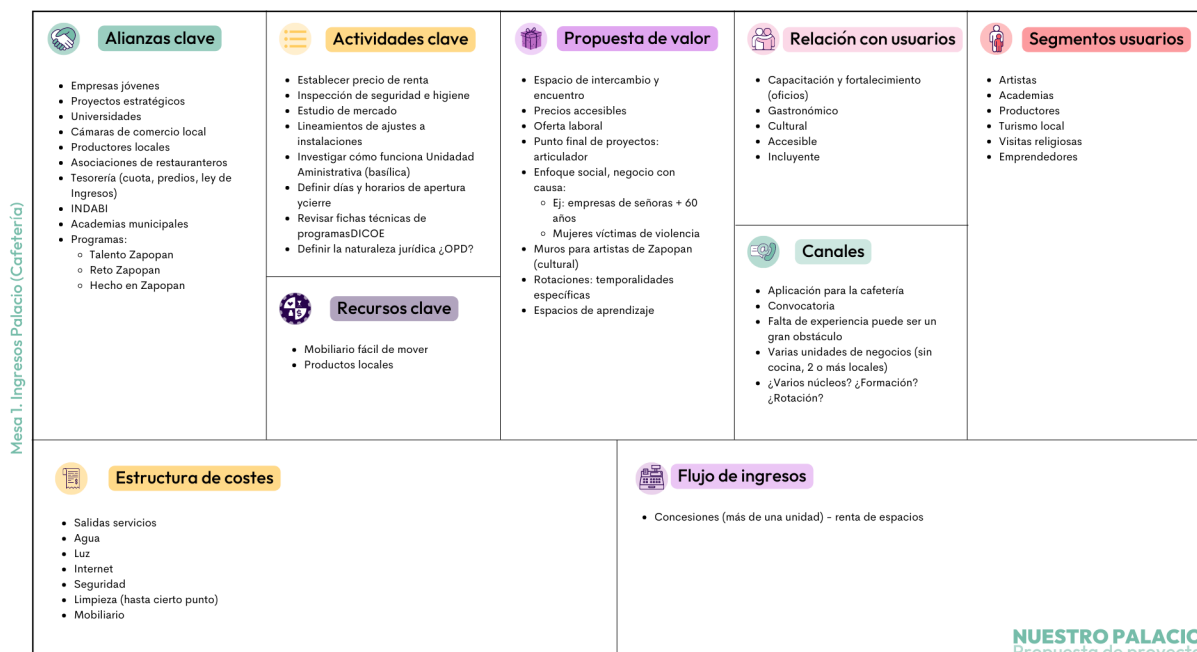 Mesa 1. Ingresos Palacio (Cafetería)
Alianzas clave
Empresas jóvenes
Proyectos estratégicos
Universidades
Cámaras de comercio local
Productores locales
Asociaciones de restauranteros
Tesorería (cuota, predios, ley de
Ingresos)
INDABI
Academias municipales
Programas:
Talento Zapopan
Reto Zapopan
Hecho en Zapopan
Actividades clave
Establecer precio de renta
Inspección de seguridad e higiene
Estudio de mercado
Lineamientos de ajustes a
instalaciones
Investigar cómo funciona Unidadad
Aministrativa (basílica)
Definir días y horarios de apertura
ycierre
Revisar fichas técnicas de
programasDICOE
Definir la naturaleza jurídica ¿OPD?
Recursos clave
Mobiliario fácil de mover
Productos locales
Propuesta de valor
Espacio de intercambio y
encuentro
Precios accesibles
Oferta laboral
Punto final de proyectos:
articulador
Enfoque social, negocio con
causa:
Ej: empresas de señoras + 60
años
Mujeres víctimas de violencia
Muros para artistas de Zapopan
(cultural)
Rotaciones: temporalidades
específicas
Espacios de aprendizaje
Relación con usuarios
Capacitación y fortalecimiento
(oficios)
Gastronómico
Cultural
Accesible
Incluyente
Canales
Aplicación para la cafetería
Convocatoria
Falta de experiencia puede ser un
gran obstáculo
Varias unidades de negocios (sin
cocina, 2 o más locales)
¿Varios núcleos? ¿Formación?
¿Rotación?
Segmentos usuarios
Artistas
Academias
Productores
Turismo local
Visitas religiosas
Emprendedores
Estructura de costes
Salidas servicios
Agua
Luz
Internet
Seguridad
Limpieza (hasta cierto punto)
Mobiliario
Flujo de ingresos
Concesiones (más de una unidad) - renta de espacios
NUESTRO PALACIO
Propuesta de proyecto